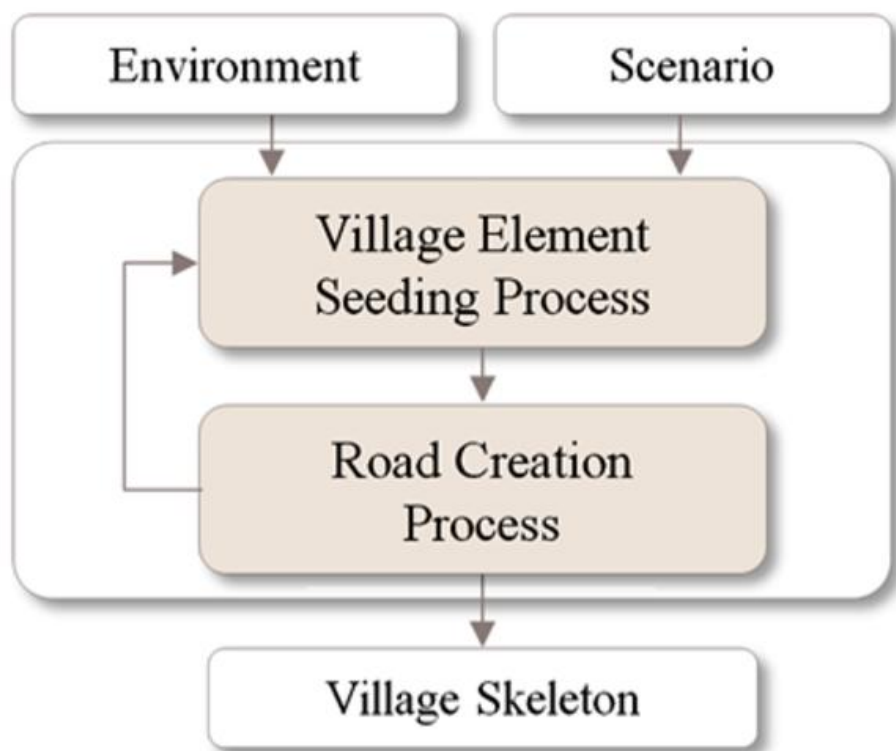 Environment
Scenario
Village Element
Seeding Process
Road Creation
Process
Village Skeleton